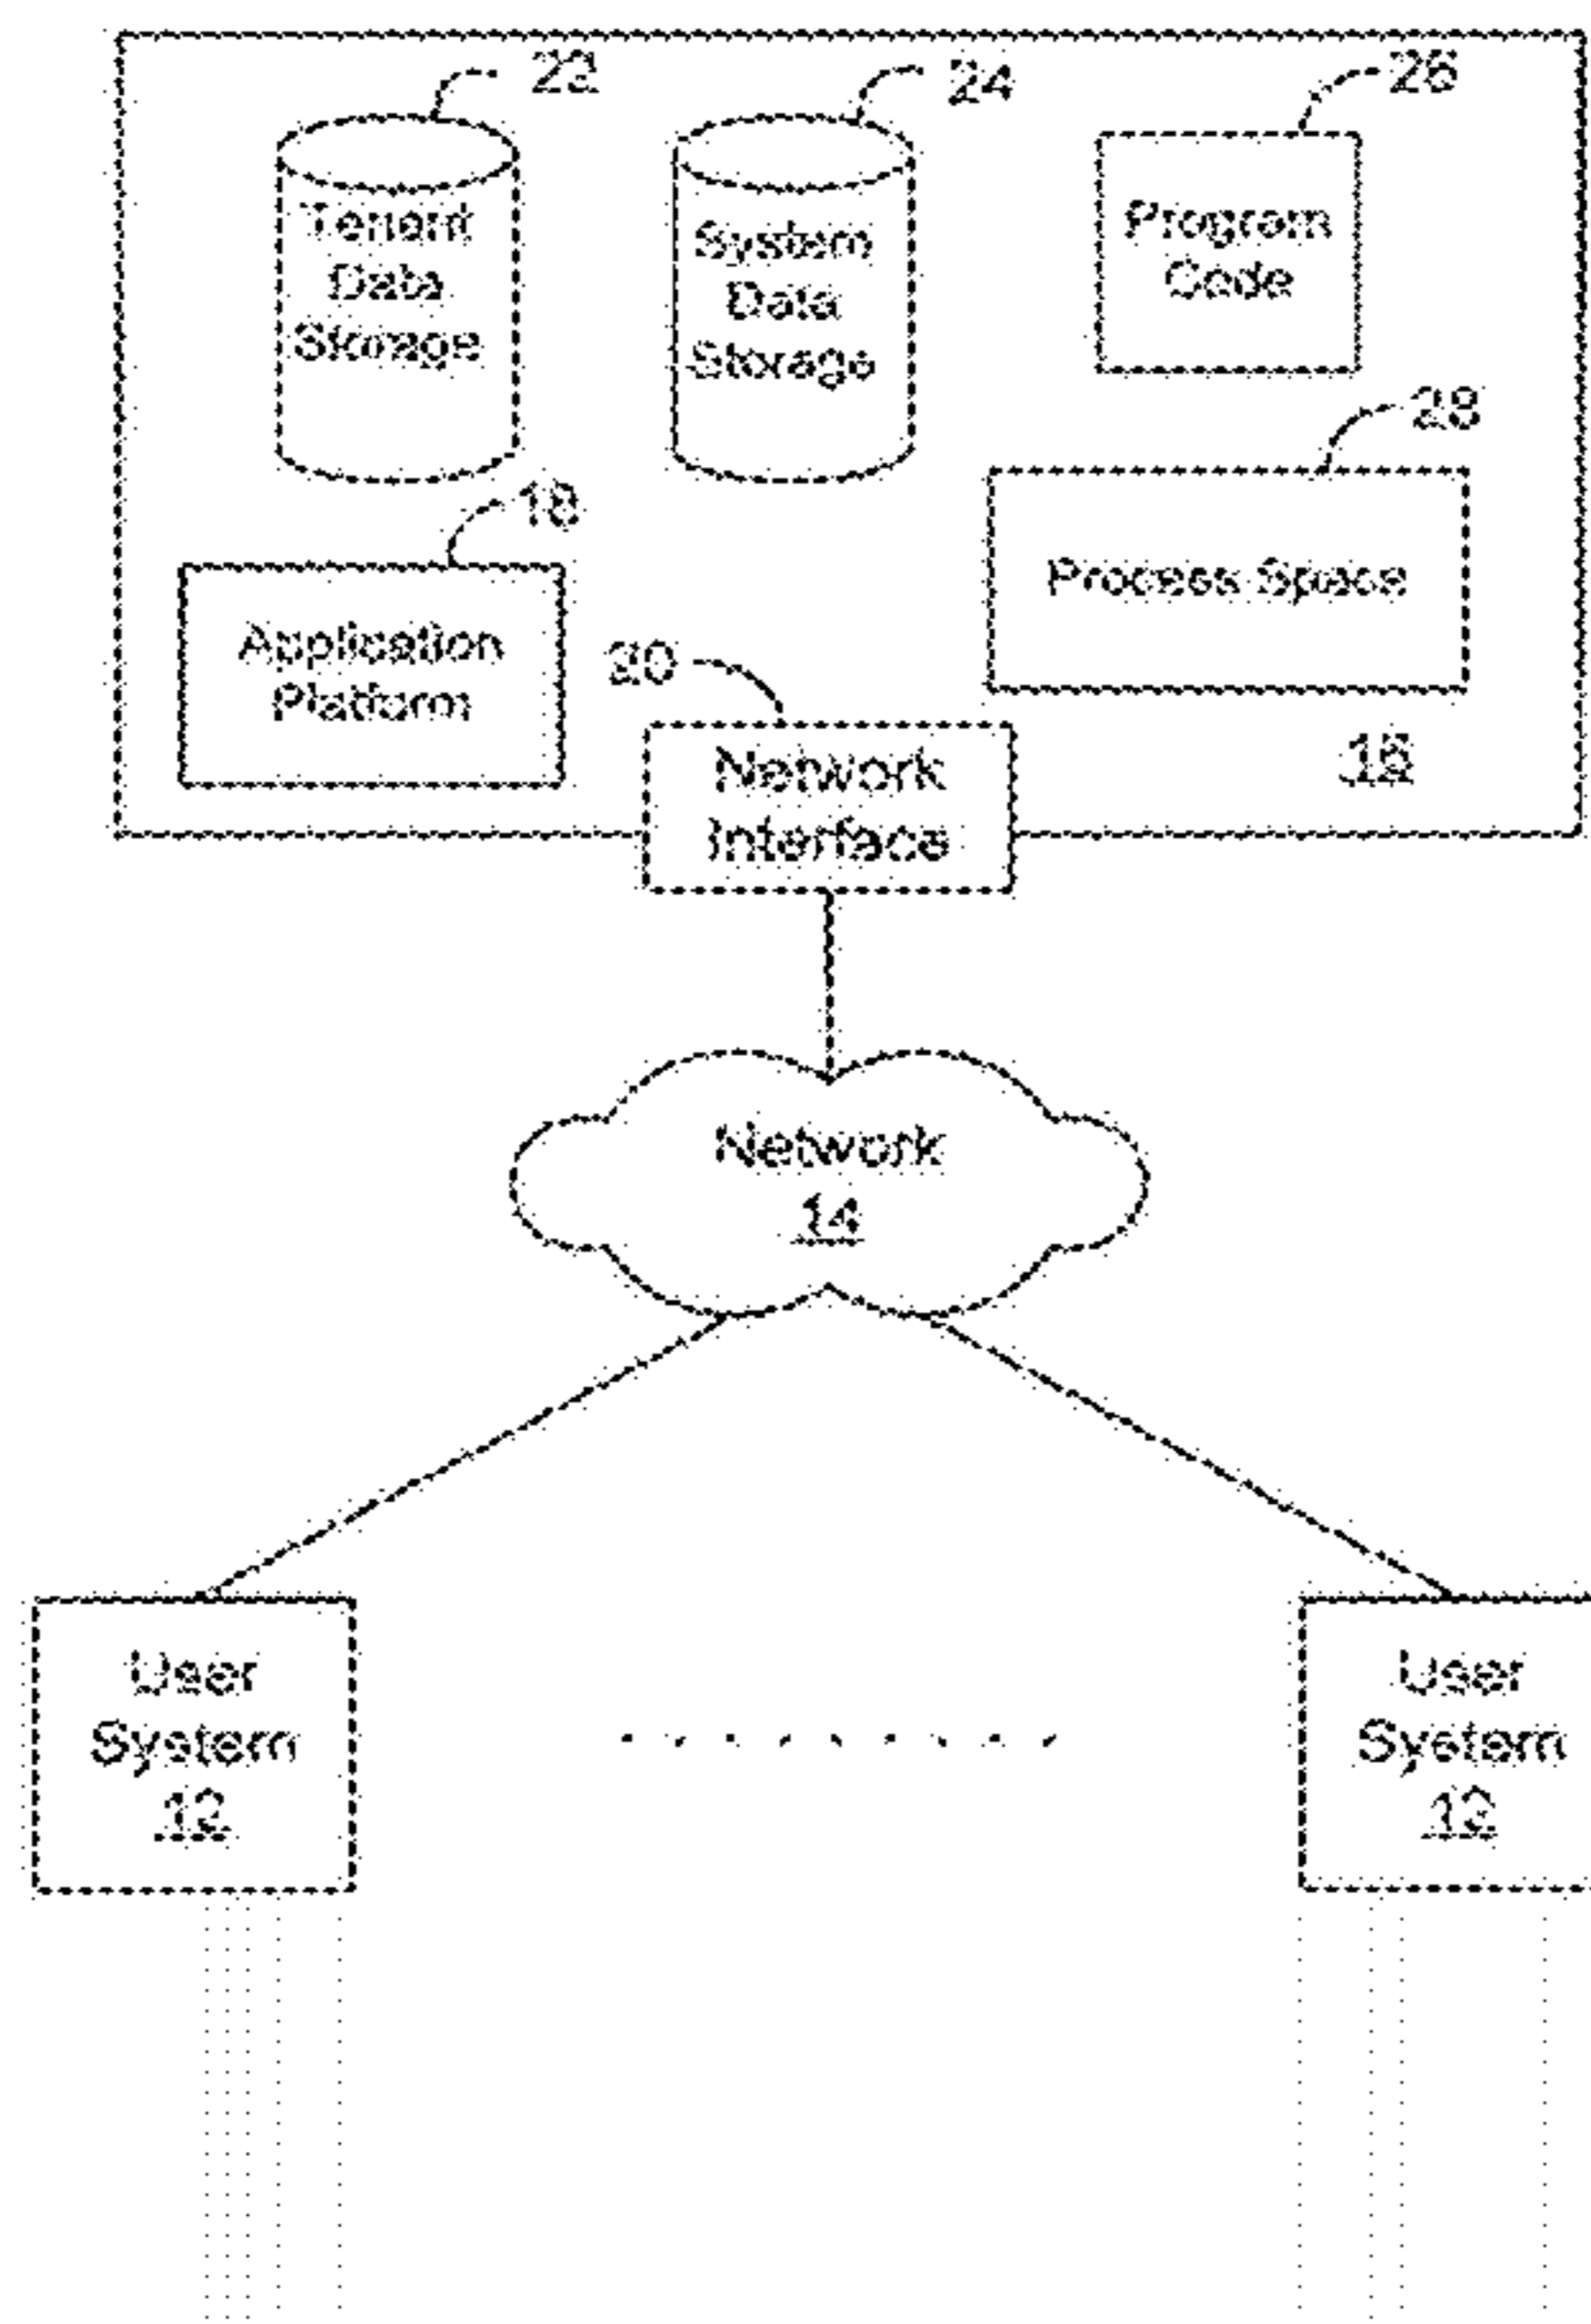 22
24
26
Tenant
Data
Storage
System
Data
Storage
Program
Code
28
18
Process Space
Application
Platform
20
Network
Interface
16
Network
14
User
System
12
User
System
12